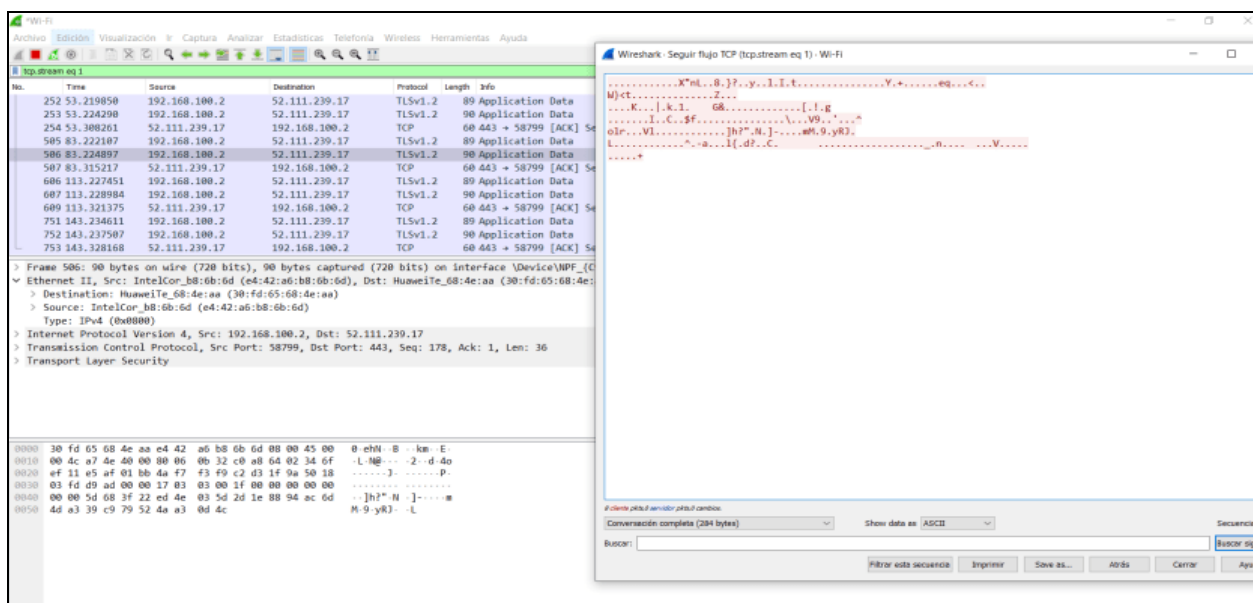 *Wi-Fi
Archivo Edición Visualización Ir Captura Analizar Estadísticas Telefonía Wireless Herramientas Ayuda
tcp.stream eq 1
No. Time Source Destination Protocol Length Info
252 53.219850 192.168.100.2 52.111.239.17 TLSv1.2 89 Application Data
253 53.224290 192.168.100.2 52.111.239.17 TLSv1.2 90 Application Data
254 53.308261 52.111.239.17 192.168.100.2 TCP 60 443 → 58799 [ACK] Se
505 83.222107 192.168.100.2 52.111.239.17 TLSv1.2 89 Application Data
506 83.224897 192.168.100.2 52.111.239.17 TLSv1.2 90 Application Data
507 83.315217 52.111.239.17 192.168.100.2 TCP 60 443 → 58799 [ACK] Se
606 113.227451 192.168.100.2 52.111.239.17 TLSv1.2 89 Application Data
607 113.228984 192.168.100.2 52.111.239.17 TLSv1.2 90 Application Data
609 113.321375 52.111.239.17 192.168.100.2 TCP 60 443 → 58799 [ACK] Se
751 143.234611 192.168.100.2 52.111.239.17 TLSv1.2 89 Application Data
752 143.237507 192.168.100.2 52.111.239.17 TLSv1.2 90 Application Data
753 143.328168 52.111.239.17 192.168.100.2 TCP 60 443 → 58799 [ACK] Se
> Frame 506: 90 bytes on wire (720 bits), 90 bytes captured (720 bits) on interface \Device\NPF_{C
Ethernet II, Src: IntelCor_b8:6b:6d (e4:42:a6:b8:6b:6d), Dst: HuaweiTe_68:4e:aa (30:fd:65:68:4e:
> Destination: HuaweiTe_68:4e:aa (30:fd:65:68:4e:aa)
> Source: IntelCor_b8:6b:6d (e4:42:a6:b8:6b:6d)
Type: IPv4 (0x0800)
> Internet Protocol Version 4, Src: 192.168.100.2, Dst: 52.111.239.17
> Transmission Control Protocol, Src Port: 58799, Dst Port: 443, Seq: 178, Ack: 1, Len: 36
> Transport Layer Security
0000 30 fd 65 68 4e aa e4 42 a6 b8 6b 6d 08 00 45 00 0·ehN··B ··km··E·
0010 00 4c a7 4e 40 00 80 06 0b 32 c0 a8 64 02 34 6f ·L·N@··· ·2··d·4o
0020 ef 11 e5 af 01 bb 4a f7 f3 f9 c2 d3 1f 9a 50 18 ······J· ······P·
0030 03 fd d9 ad 00 00 17 03 03 00 1f 00 00 00 00 00 ········ ········
0040 00 00 5d 68 3f 22 ed 4e 03 5d 2d 1e 88 94 ac 6d ··]h?"·N ·]-····m
0050 4d a3 39 c9 79 52 4a a3 0d 4c M·9·yRJ· ·L
Wireshark · Seguir flujo TCP (tcp.stream eq 1) · Wi-Fi
............X"nL..8.}?..y..l.I.t...............Y.+......eq...<..
W}<t.............Z...
....K...|.k.1. G&.............[.!.g
.......I..C..$f...............\...V9..'...^
olr...V1...........]h?".N.]-....mM.9.yRJ.
L...........^.-a...l{.d?..C. ...................._.n.... ...V.....
.....+
Conversación completa (284 bytes) Show data as ASCII Secuencia
Buscar: Buscar sig
Filtrar esta secuencia Imprimir Save as... Atrás Cerrar Ayu